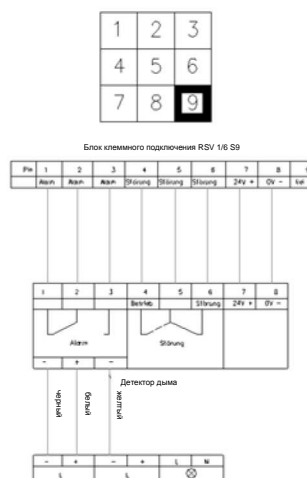 1 2 3
4 5 6
7 8 9
Блок клеммного подключения RSV 1/6 S9
Pin 1 2 3 4 5 6 7 8
Alarm Alarm Alarm Störung Störung Störung 24V + 0V -
1 2 3 4 5 6 7 8
Betrieb Störung 24V + 0V -
Alarm Störung
- + -
Детектор дыма
черный
белый
желтый
- + - + L N
L L